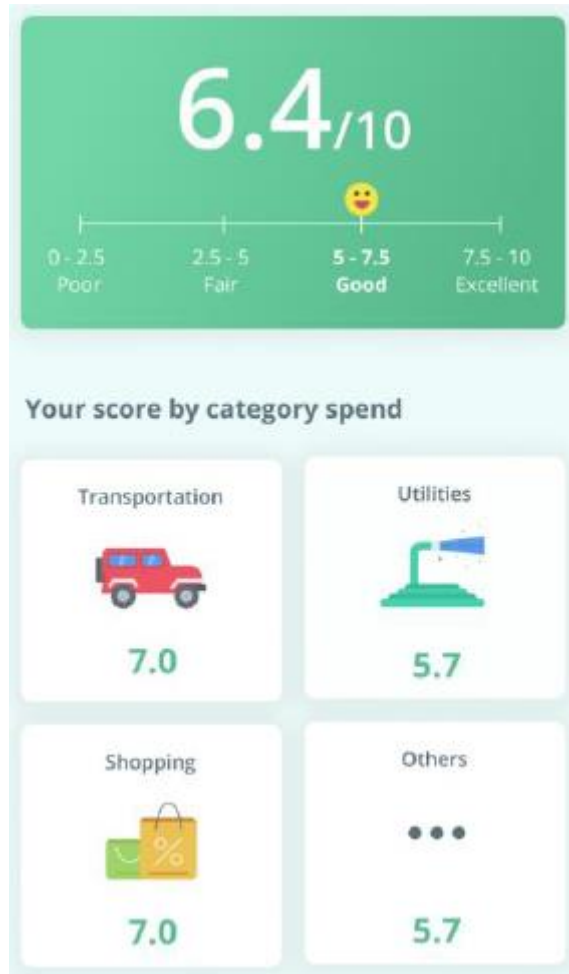 6.4/10
0 - 2.5 2.5 - 5 5 - 7.5 7.5 - 10
Poor Fair Good Excellent
Your score by category spend
Transportation Utilities
7.0 5.7
Shopping Others
%
7.0 5.7